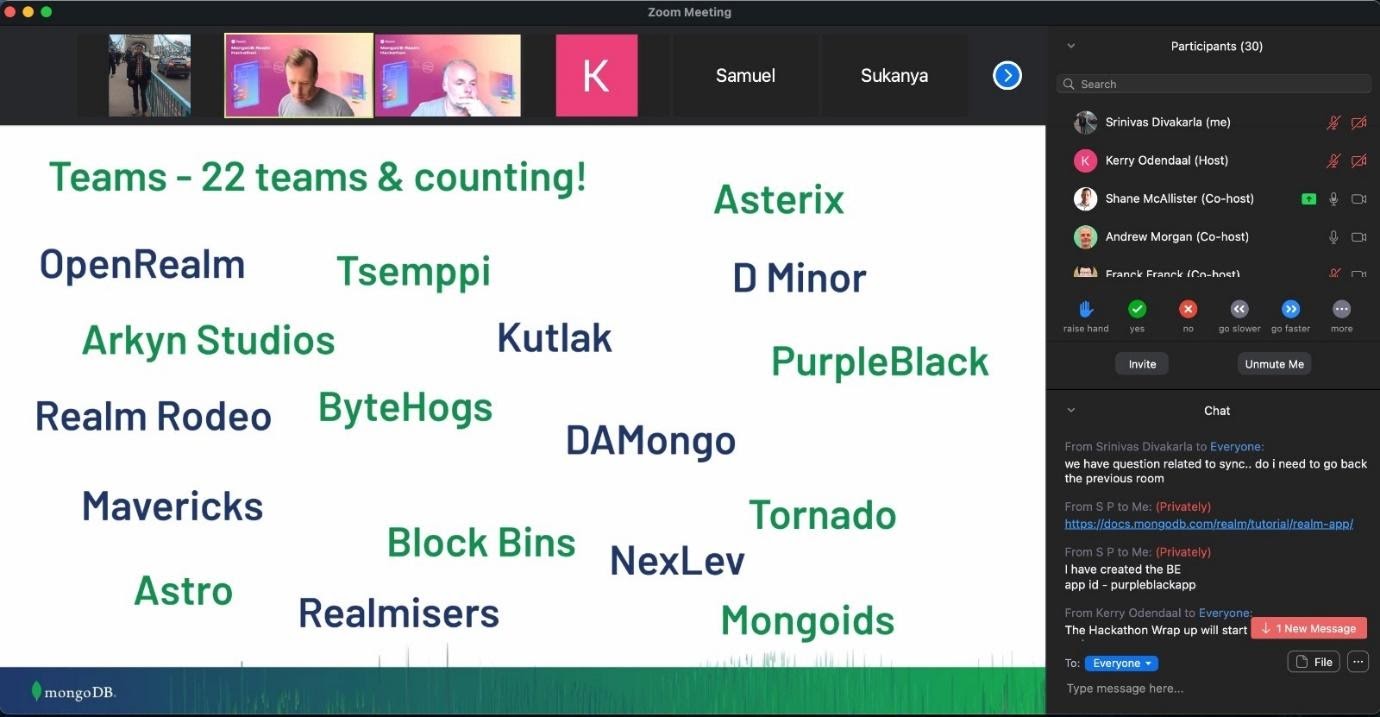 Zoom Meeting
MongoDB Realm
Hackathon
K
Samuel
Sukanya
Teams - 22 teams & counting!
Asterix
OpenRealm
Tsemppi
D Minor
Arkyn Studios
Kutlak
PurpleBlack
Realm Rodeo
ByteHogs
DAMongo
Mavericks
Tornado
Block Bins
NexLev
Astro
Realmisers
Mongoids
mongoDB.
Participants (30)
Search
Srinivas Divakarla (me)
K Kerry Odendaal (Host)
Shane McAllister (Co-host)
Andrew Morgan (Co-host)
Franck Franck (Co-host)
raise hand yes no go slower go faster more
Invite Unmute Me
Chat
From Srinivas Divakarla to Everyone:
we have question related to sync.. do i need to go back
the previous room
From S P to Me: (Privately)
https://docs.mongodb.com/realm/tutorial/realm-app/
From S P to Me: (Privately)
I have created the BE
app id - purpleblackapp
From Kerry Odendaal to Everyone:
The Hackathon Wrap up will start
1 New Message
To: Everyone File
Type message here...